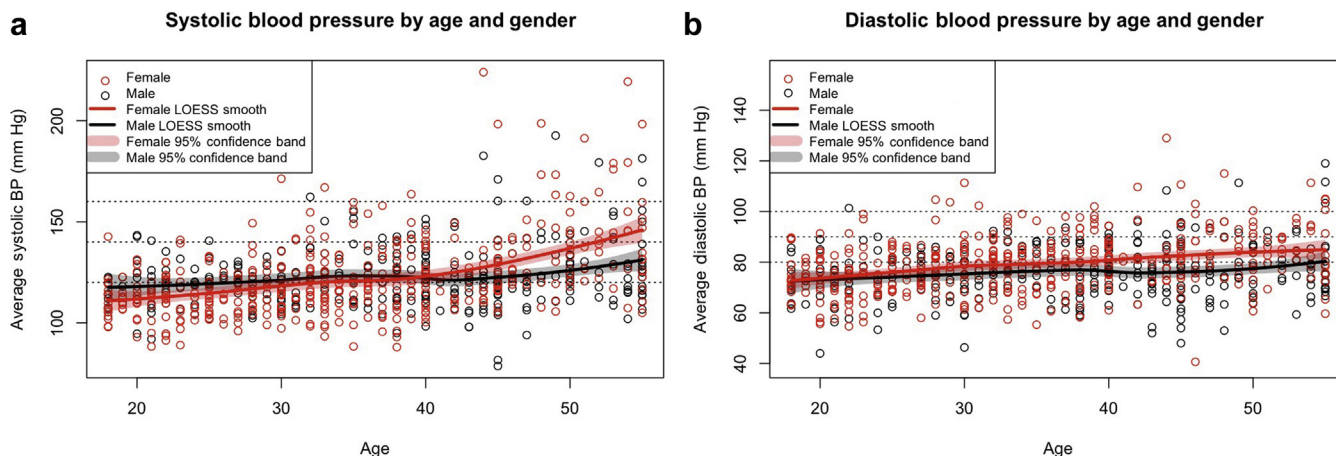 a
Systolic blood pressure by age and gender
Female
Male
Female LOESS smooth
Male LOESS smooth
Female 95% confidence band
Male 95% confidence band
Average systolic BP (mm Hg)
200
150
100
20 30 40 50
Age
b
Diastolic blood pressure by age and gender
Female
Male
Female
Male LOESS smooth
Female 95% confidence band
Male 95% confidence band
Average diastolic BP (mm Hg)
140
120
100
80
60
40
20 30 40 50
Age